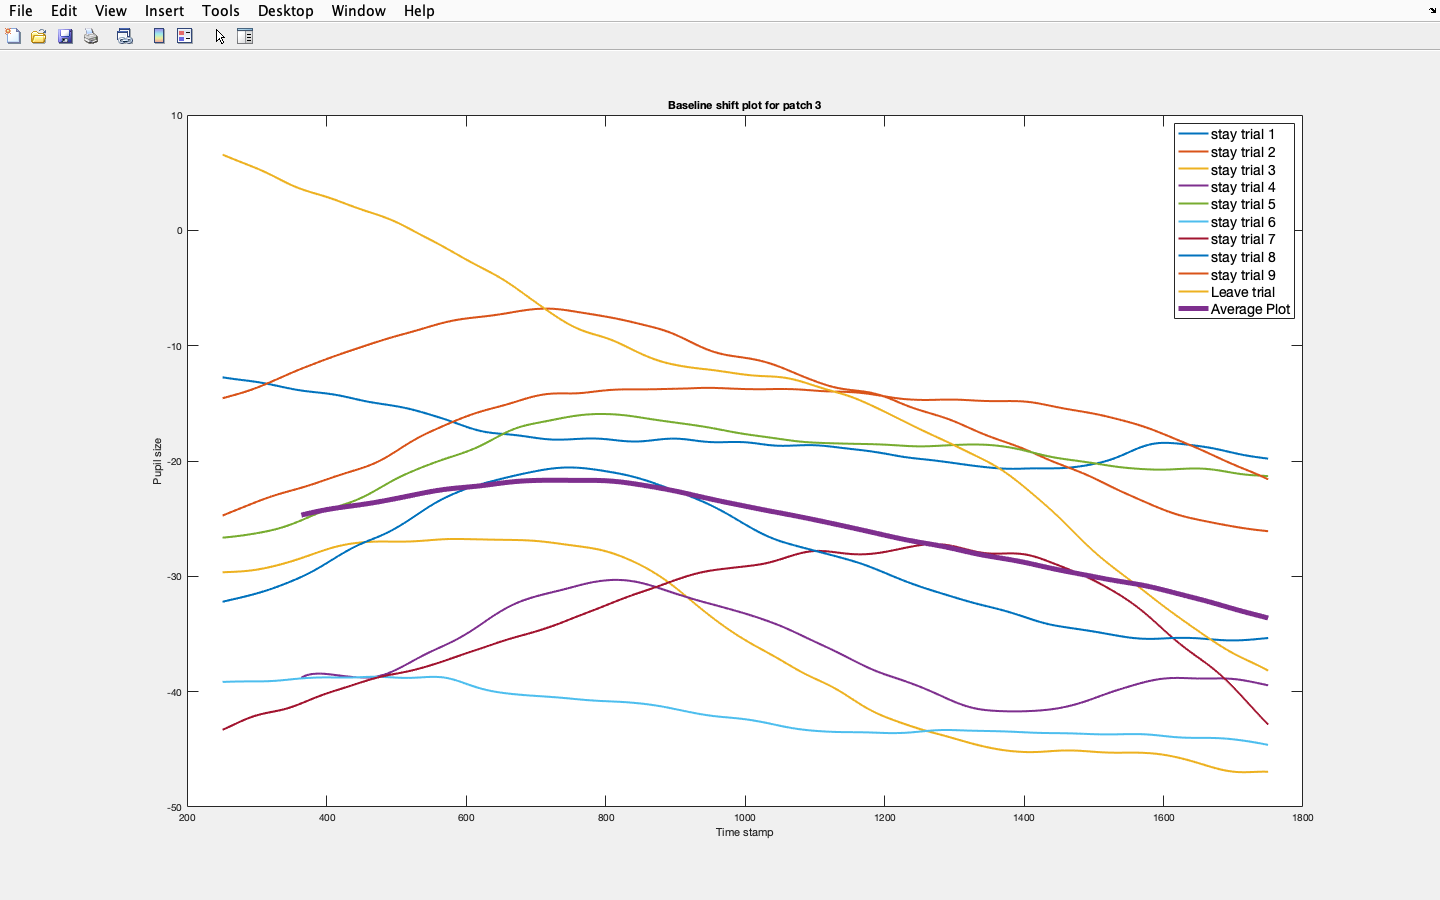 File Edit View Insert Tools Desktop Window Help
Baseline shift plot for patch 3
10
0
-10
-20
-30
-40
-50
Pupil size
stay trial 1
stay trial 2
stay trial 3
stay trial 4
stay trial 5
stay trial 6
stay trial 7
stay trial 8
stay trial 9
Leave trial
Average Plot
200 400 600 800 1000 1200 1400 1600 1800
Time stamp